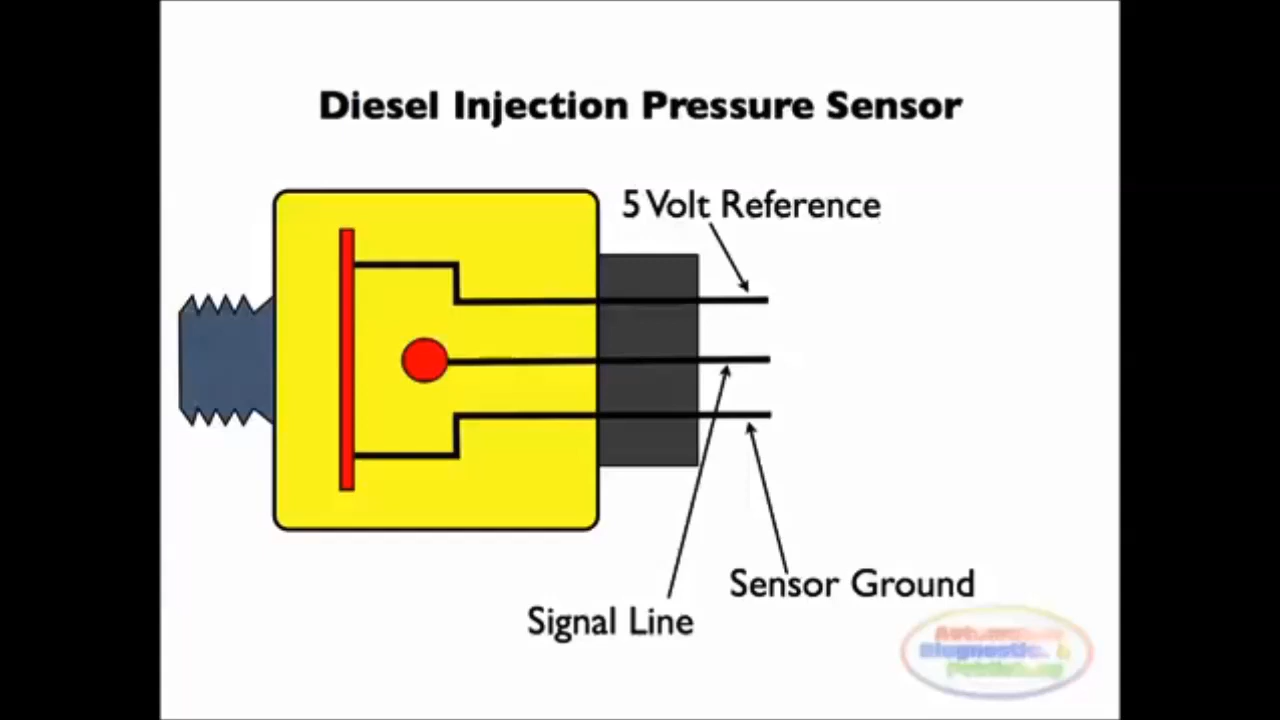 Diesel Injection Pressure Sensor
5 Volt Reference
Sensor Ground
Signal Line